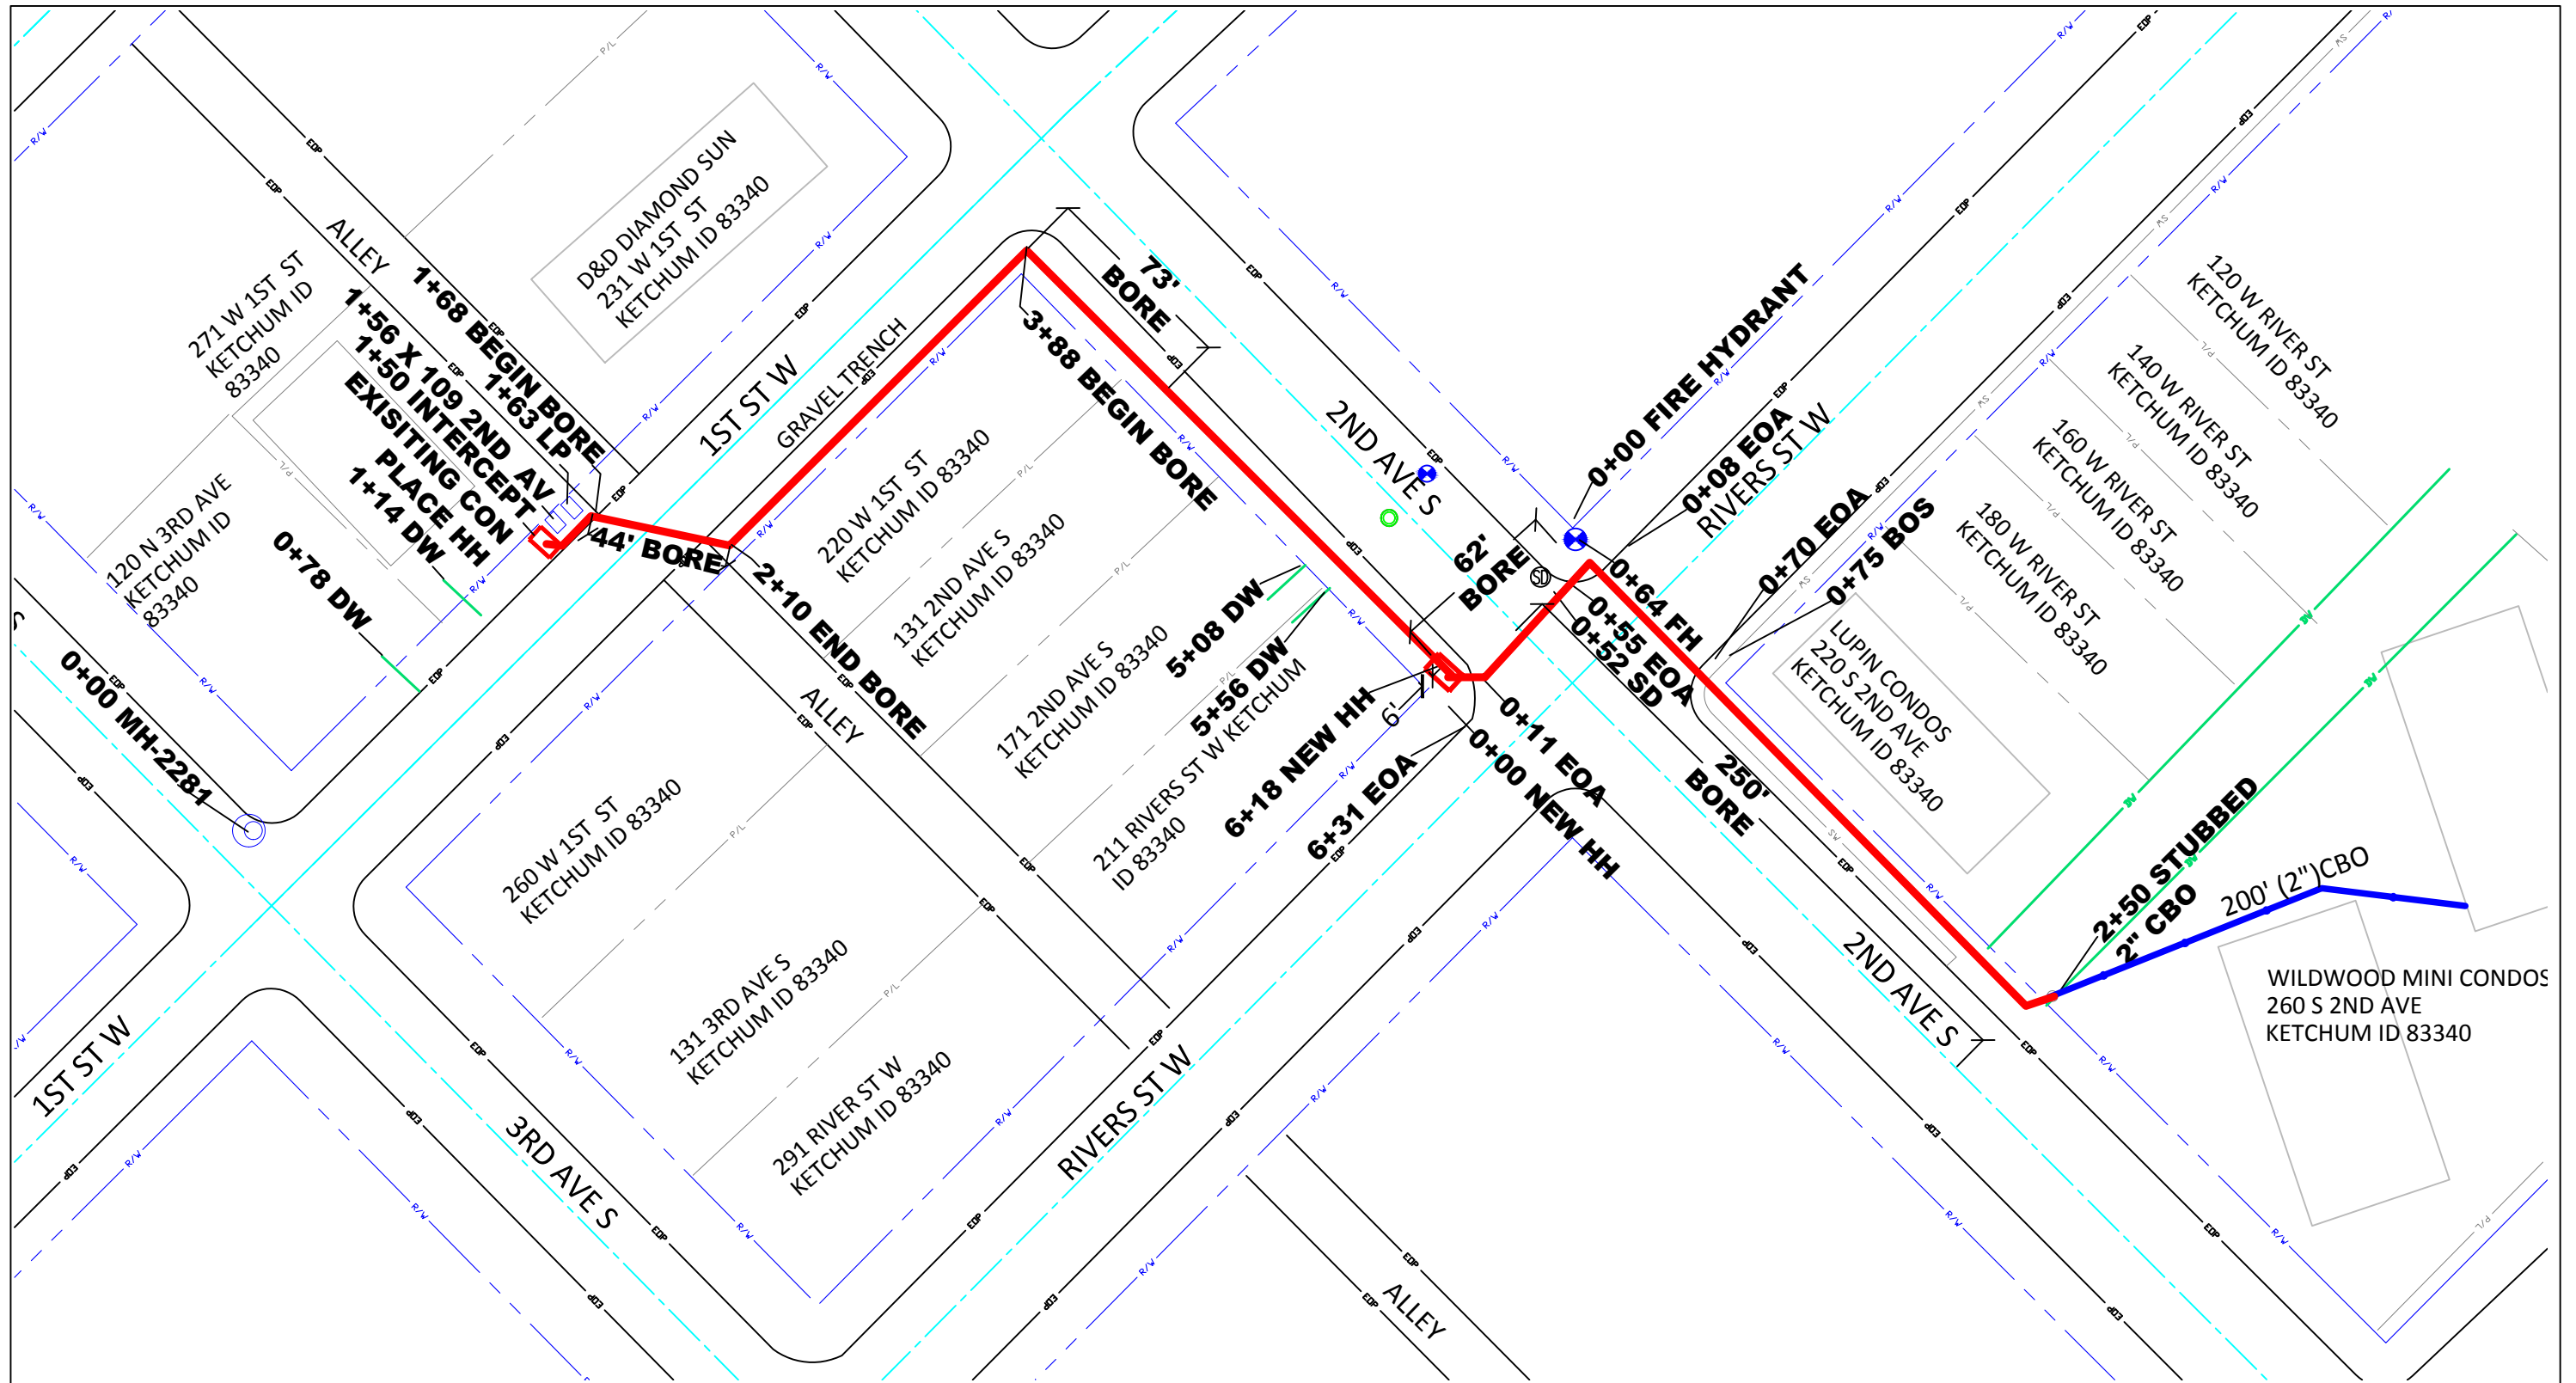 D&D DIAMOND SUN
231 W 1ST ST
KETCHUM ID 83340
ALLEY
271 W 1ST ST
KETCHUM ID
83340
1+68 BEGIN BORE
1+63 LP
1+56 X 109 2ND AV
1+50 INTERCEPT
EXISITING CON
PLACE HH
1+14 DW
0+78 DW
120 N 3RD AVE
KETCHUM ID
83340
0+00 MH-2281
S
44' BORE
1ST ST W
GRAVEL TRENCH
2+10 END BORE
73'
BORE
3+88 BEGIN BORE
220 W 1ST ST
KETCHUM ID 83340
131 2ND AVE S
KETCHUM ID 83340
171 2ND AVE S
KETCHUM ID 83340
211 RIVERS ST W KETCHUM
ID 83340
5+08 DW
5+56 DW
6+18 NEW HH
6'
6+31 EOA
2ND AVE S
62'
BORE
SD
0+00 FIRE HYDRANT
0+08 EOA
RIVERS ST W
0+64 FH
0+55 EOA
0+52 SD
0+11 EOA
0+00 NEW HH
0+70 EOA
0+75 BOS
250'
BORE
LUPIN CONDOS
220 S 2ND AVE
KETCHUM ID 83340
120 W RIVER ST
KETCHUM ID 83340
140 W RIVER ST
KETCHUM ID 83340
160 W RIVER ST
KETCHUM ID 83340
180 W RIVER ST
KETCHUM ID 83340
2+50 STUBBED
2" CBO
200' (2")CBO
WILDWOOD MINI CONDOS
260 S 2ND AVE
KETCHUM ID 83340
2ND AVE S
ALLEY
260 W 1ST ST
KETCHUM ID 83340
131 3RD AVE S
KETCHUM ID 83340
291 RIVER ST W
KETCHUM ID 83340
1ST ST W
3RD AVE S
RIVERS ST W
ALLEY
EOP
R/W
P/L
SW